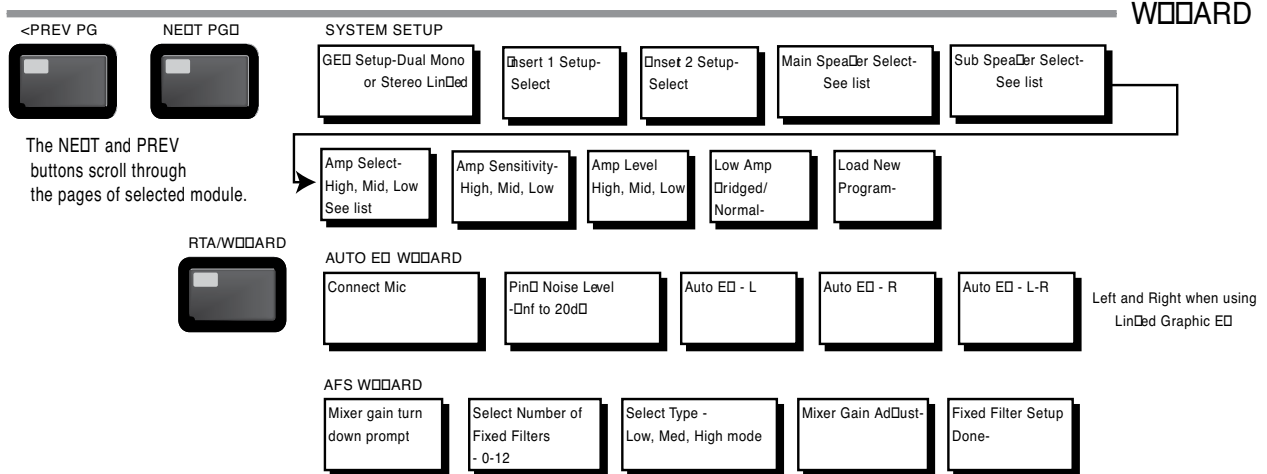 W□□ARD
<PREV PG
NE□T PG□
The NE□T and PREV
buttons scroll through
the pages of selected module.
SYSTEM SETUP
GE□ Setup-Dual Mono
or Stereo Lin□ed
□nsert 1 Setup-
Select
□nsert 2 Setup-
Select
Main Spea□er Select-
See list
Sub Spea□er Select-
See list
Amp Select-
High, Mid, Low
See list
Amp Sensitivity-
High, Mid, Low
Amp Level
High, Mid, Low
Low Amp
□ridged/
Normal-
Load New
Program-
RTA/W□□ARD
AUTO E□ W□□ARD
Connect Mic
Pin□ Noise Level
-□nf to 20d□
Auto E□ - L
Auto E□ - R
Auto E□ - L-R
Left and Right when using
Lin□ed Graphic E□
AFS W□□ARD
Mixer gain turn
down prompt
Select Number of
Fixed Filters
- 0-12
Select Type -
Low, Med, High mode
Mixer Gain Ad□ust-
Fixed Filter Setup
Done-